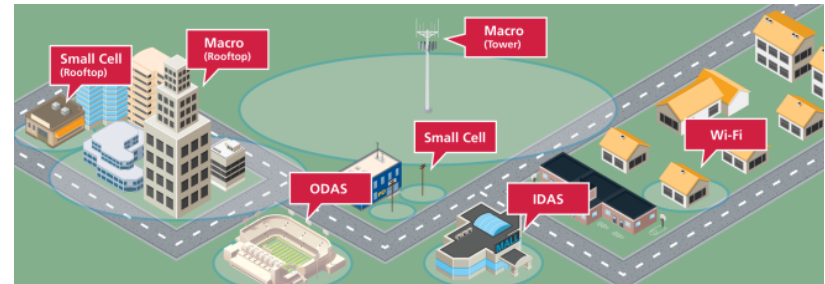 Small Cell
(Rooftop)
Macro
(Rooftop)
Macro
(Tower)
Small Cell
Wi-Fi
ODAS
IDAS
MALL